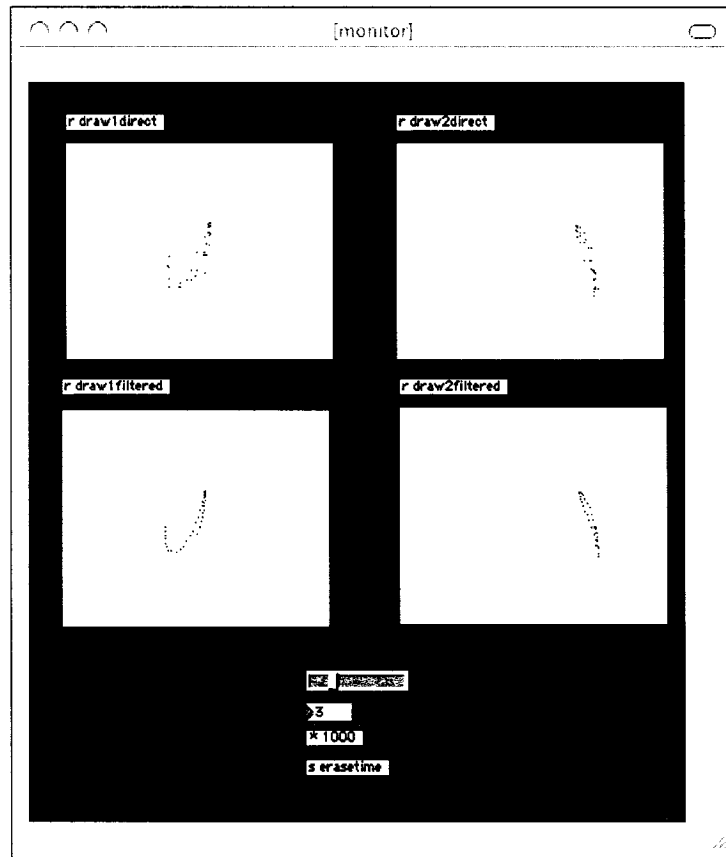 [monitor]
r draw1direct
r draw2direct
r draw1filtered
r draw2filtered
3
* 1000
s erasetime